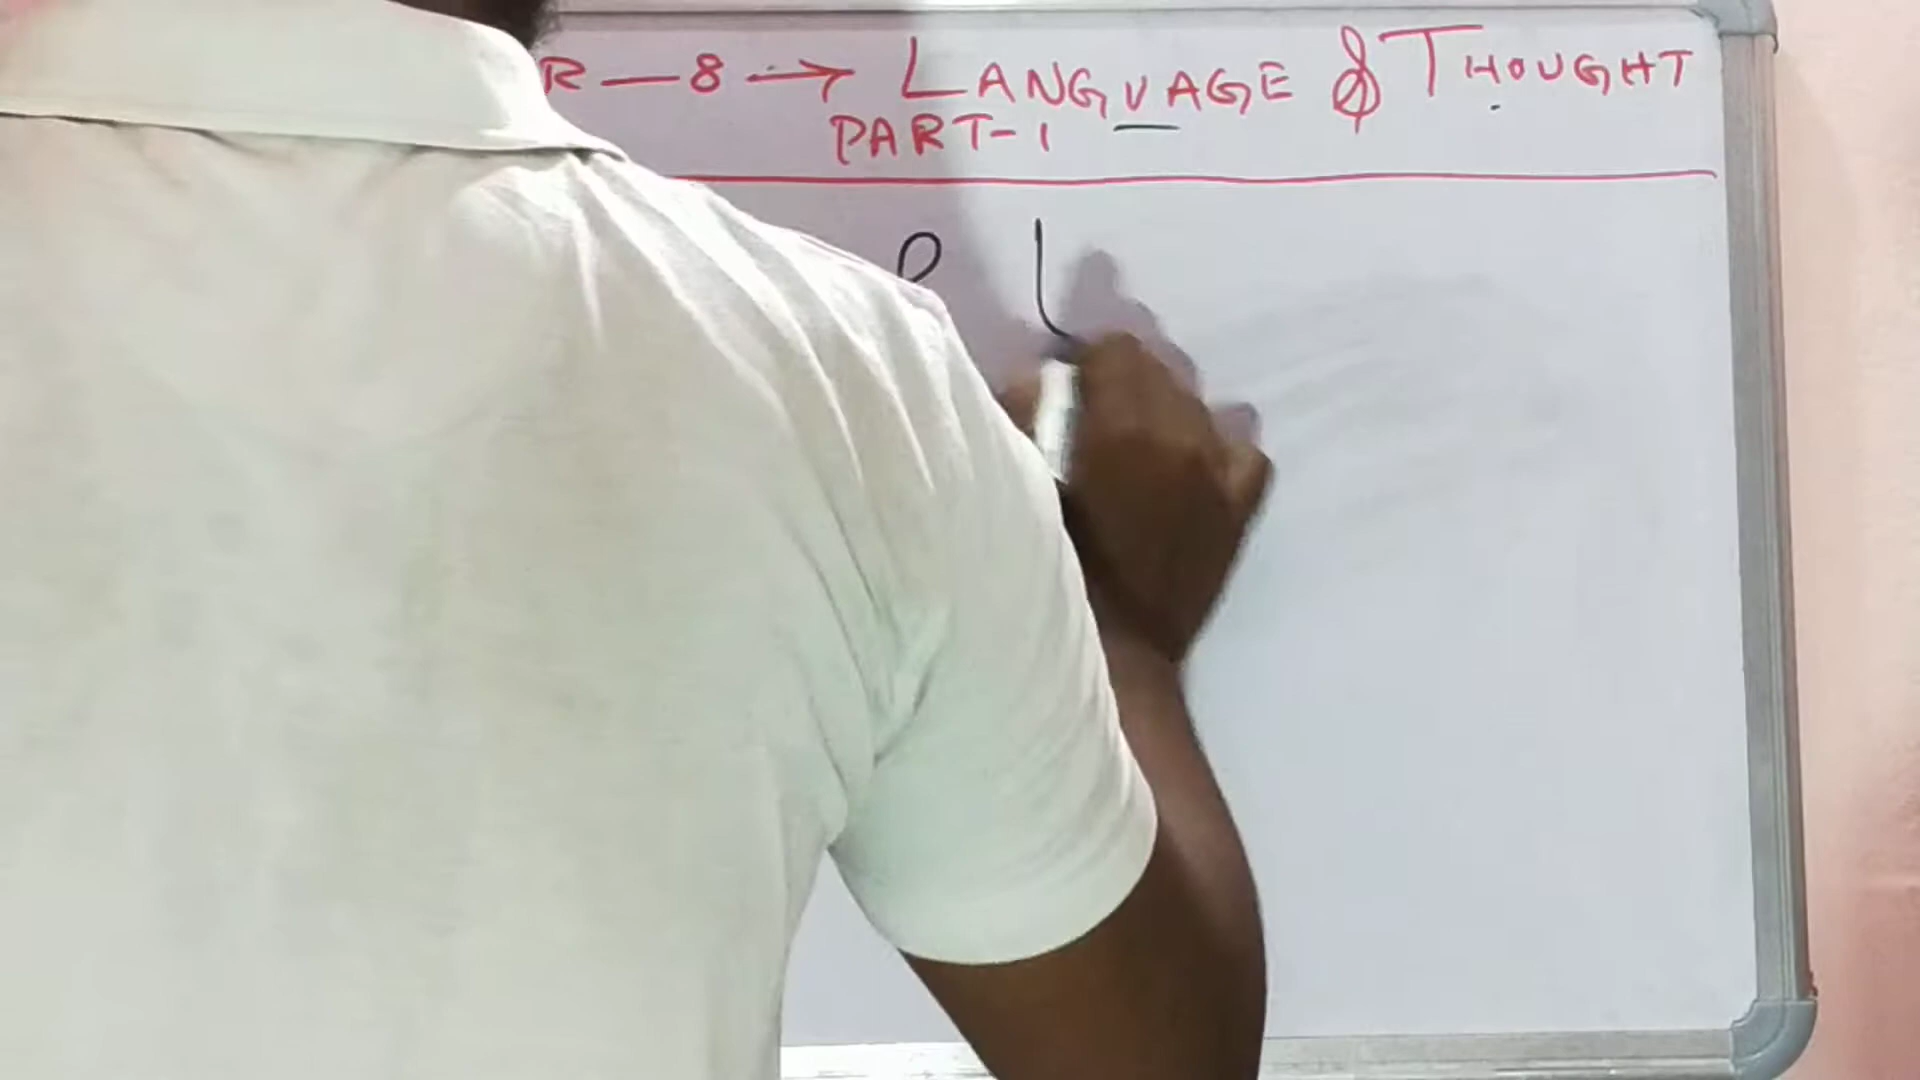 R — 8 → LANGUAGE & THOUGHT
PART-1